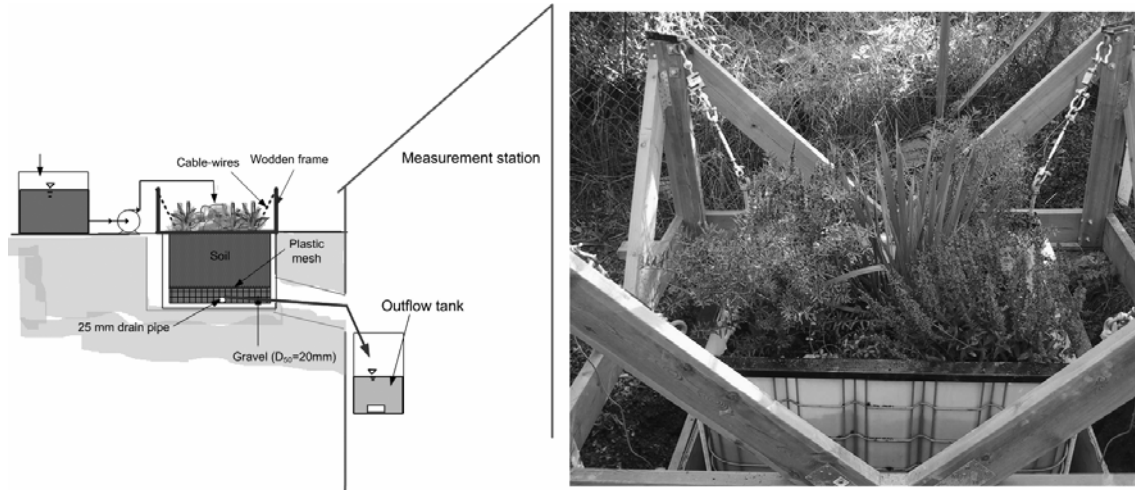 Cable-wires
Wodden frame
Measurement station
Soil
Plastic
mesh
25 mm drain pipe
Gravel (D₅₀=20mm)
Outflow tank